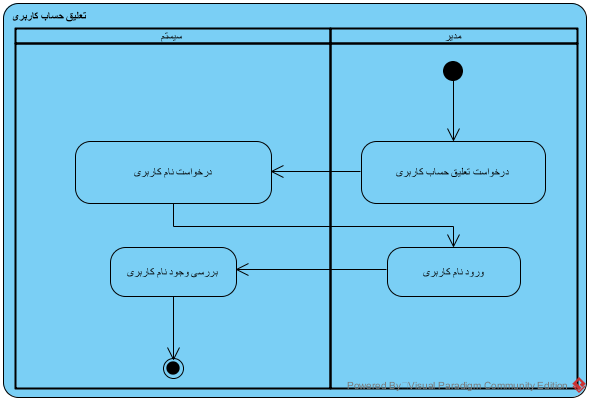 تعلیق حساب کاربری
مدیر
سیستم
درخواست تعلیق حساب کاربری
درخواست نام کاربری
ورود نام کاربری
بررسی وجود نام کاربری
Powered By Visual Paradigm Community Edition